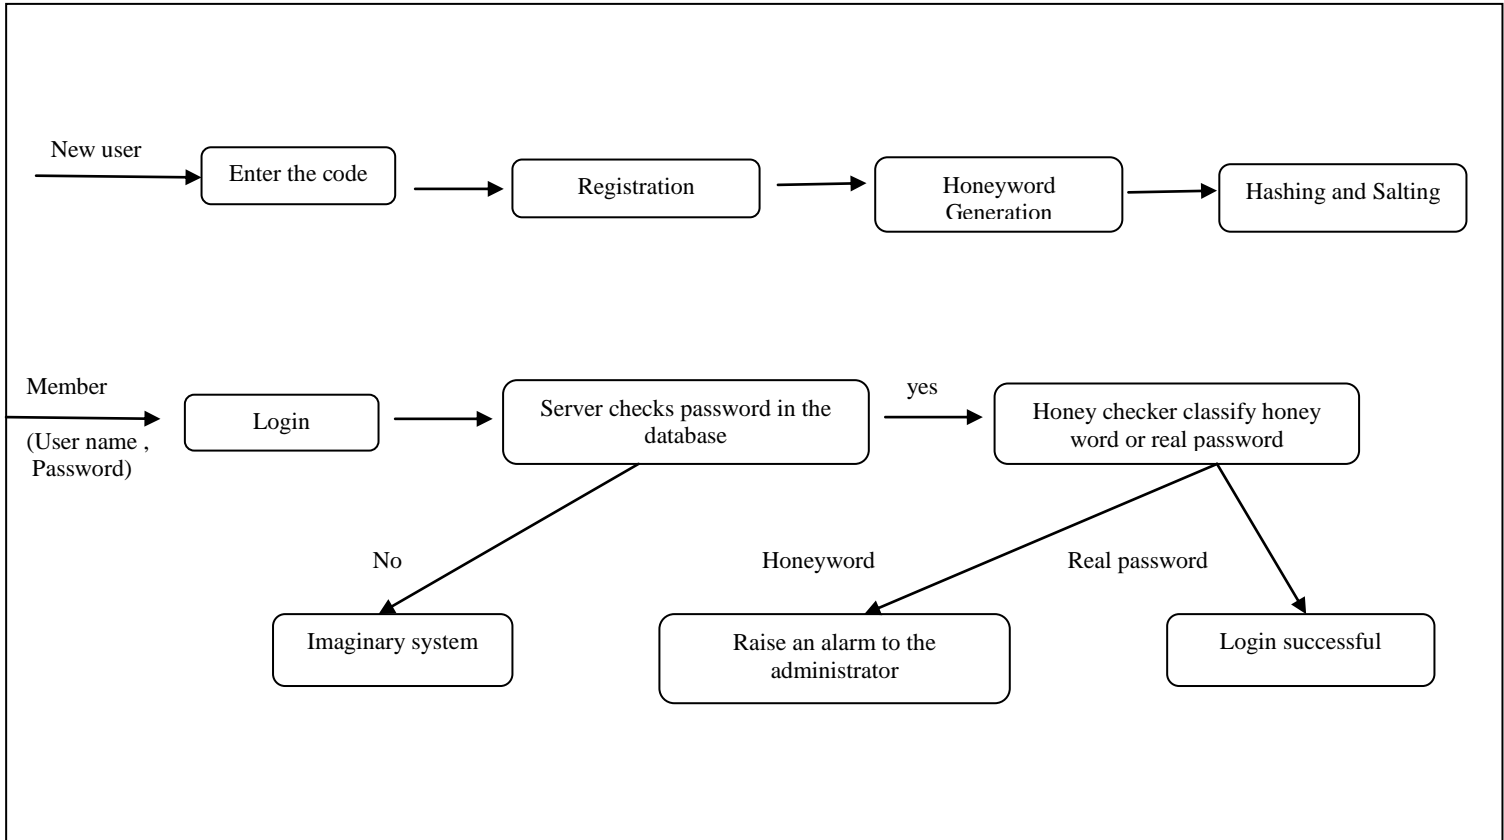 New user
Enter the code
Registration
Honeyword
Generation
Hashing and Salting
Member
(User name ,
Password)
Login
Server checks password in the
database
yes
Honey checker classify honey
word or real password
No
Honeyword
Real password
Imaginary system
Raise an alarm to the
administrator
Login successful